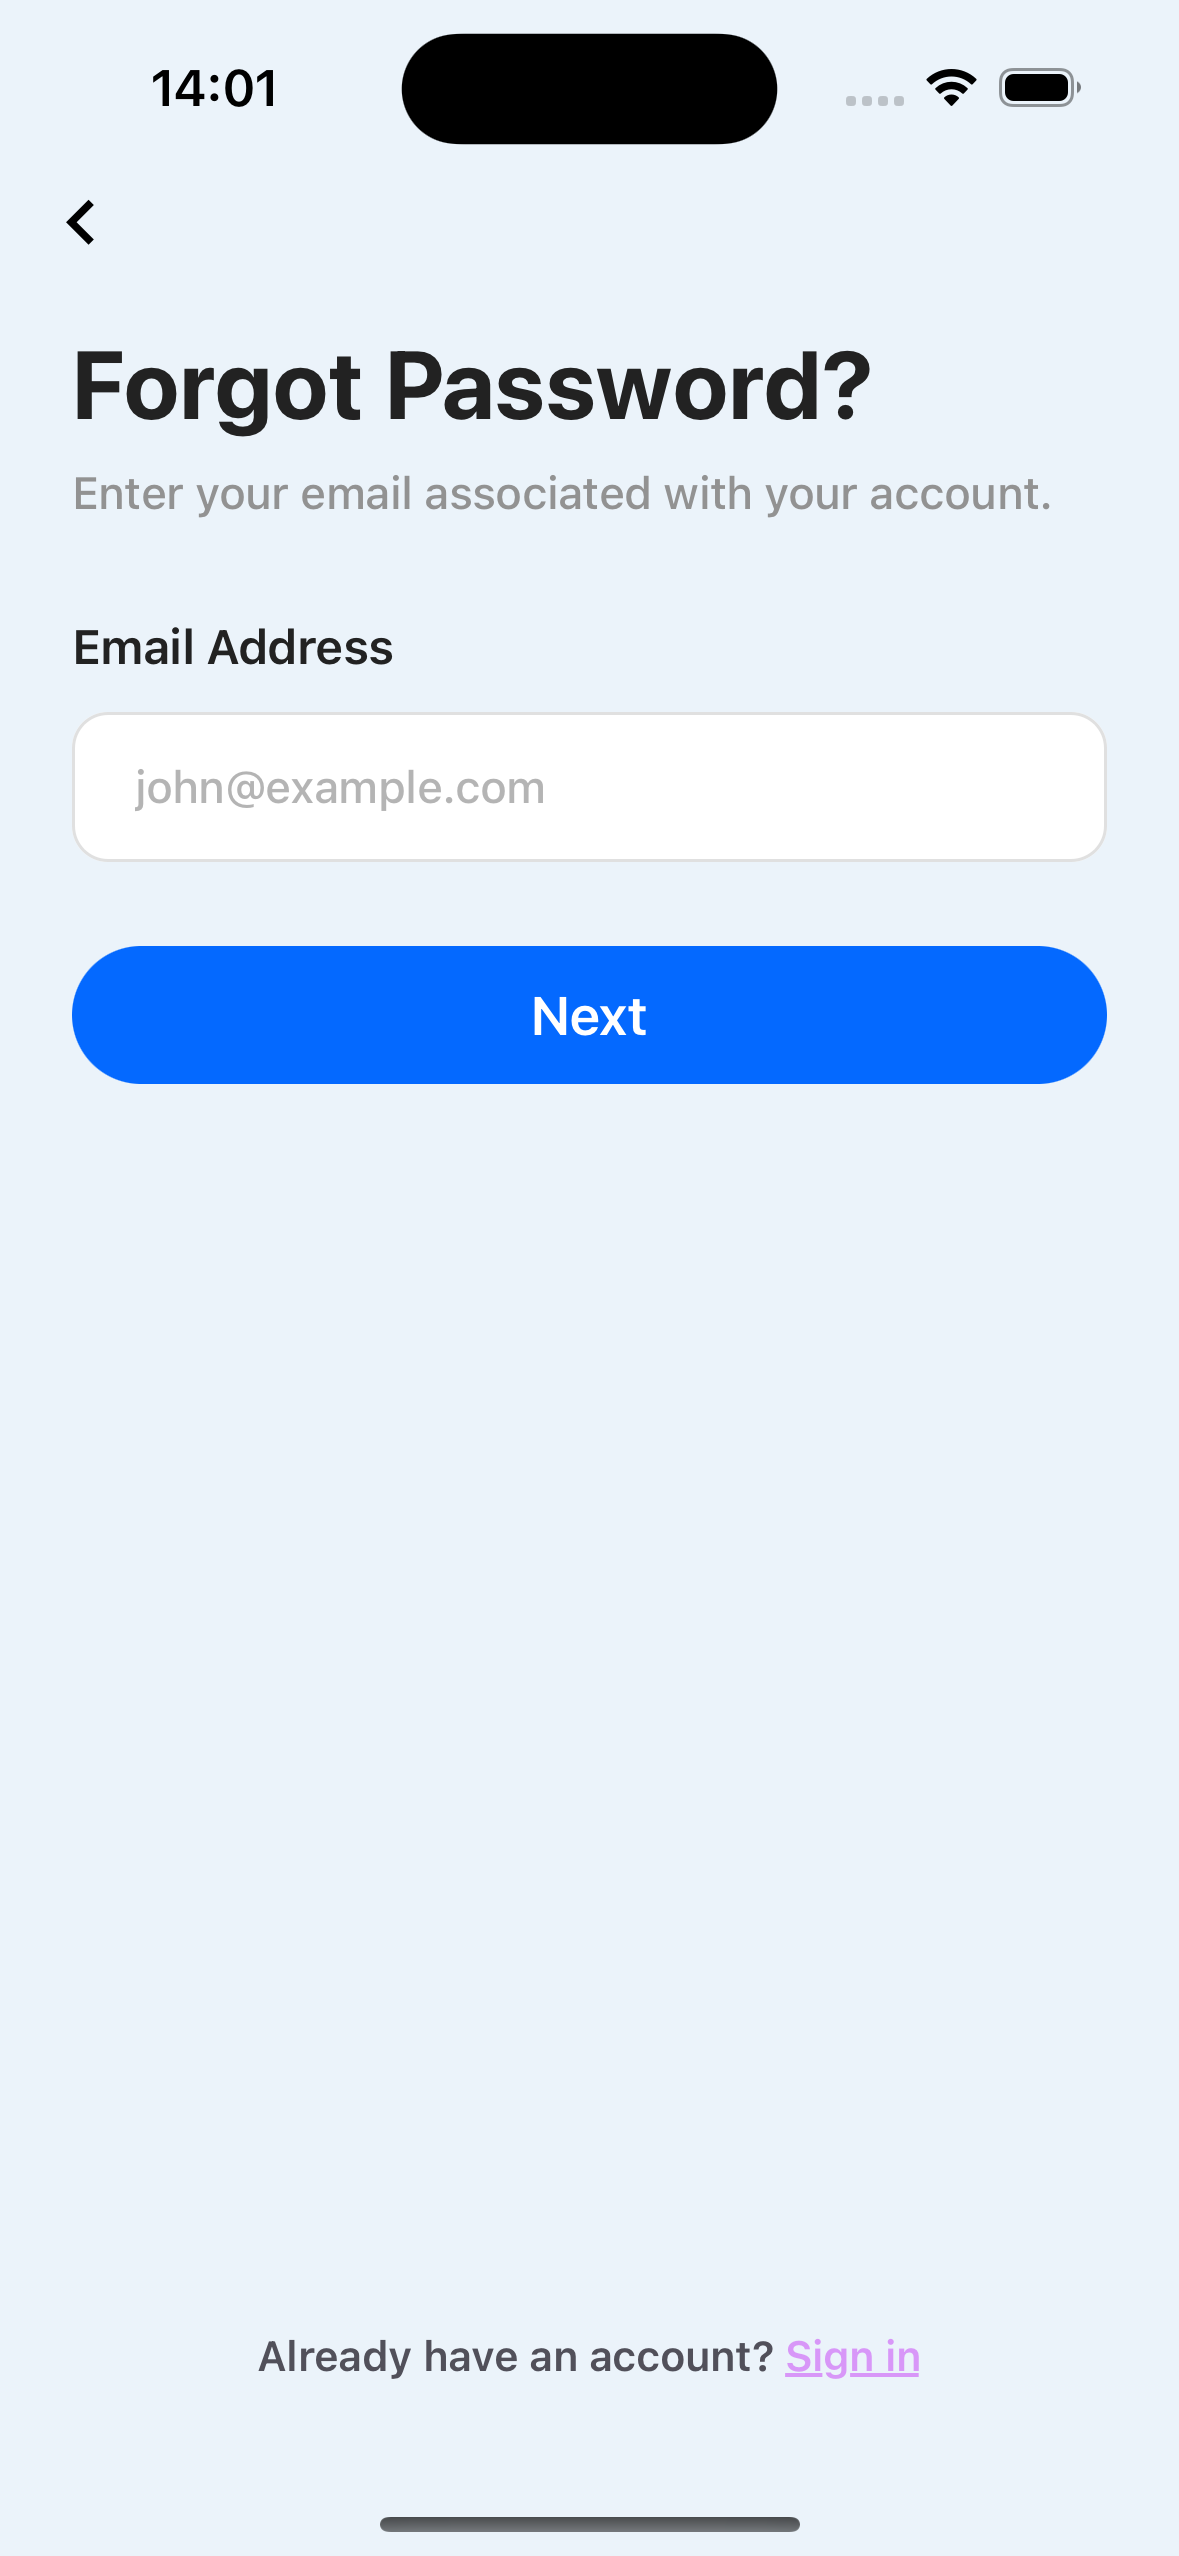 14:01
Forgot Password?
Enter your email associated with your account.
Email Address
john@example.com
Next
Already have an account? Sign in